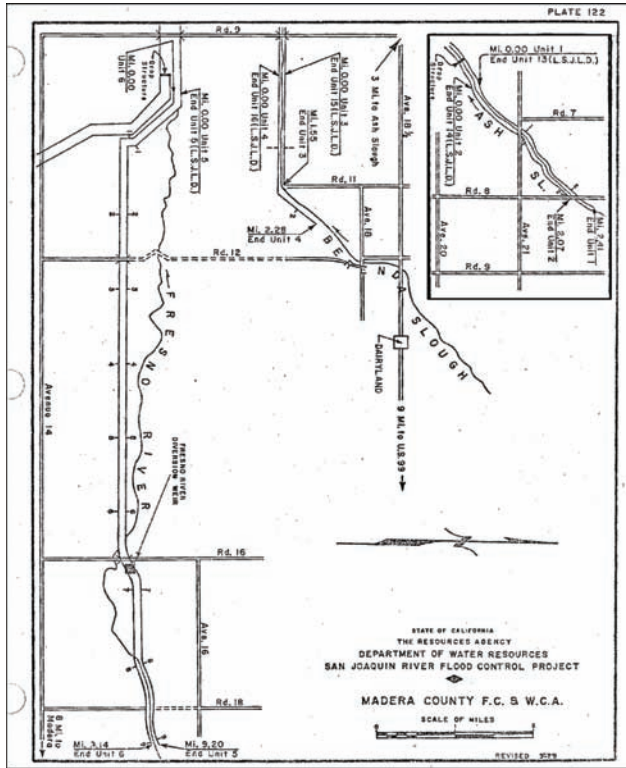 PLATE 122
Rd. 9
Mi. 0.00
Unit 6
Drop
Structure
Mi. 0.00 Unit 5
End Unit 5 (L.S.J.L.D.)
Mi. 0.00 Unit 4
End Unit 16 (L.S.J.L.D.)
Mi. 0.00 Unit 3
End Unit 15 (L.S.J.L.D.)
Mi. 1.55
End Unit 3
3 Mi. to Ash Slough
Ave. 18 1/2
Mi. 0.00 Unit 1
End Unit 13 (L.S.J.L.D.)
Mi. 0.00 Unit 2
End Unit 14 (L.S.J.L.D.)
Drop Structure
ASH SL.
Rd. 7
Rd. 8
Rd. 9
Ave. 20
Ave. 21
Mi. 2.07
End Unit 2
Mi. 2.41
End Unit 1
Rd. 11
Ave. 18
Mi. 2.28
End Unit 4
Rd. 12
BERENDA SLOUGH
DAIRYLAND
9 Mi. to U.S. 99
FRESNO RIVER
Avenue 14
FRESNO RIVER
DIVERSION WEIR
Rd. 16
Ave. 16
Rd. 18
8 Mi. to
Madera
Mi. 9.14
End Unit 6
Mi. 9.20
End Unit 5
STATE OF CALIFORNIA
THE RESOURCES AGENCY
DEPARTMENT OF WATER RESOURCES
SAN JOAQUIN RIVER FLOOD CONTROL PROJECT
MADERA COUNTY F.C. & W.C.A.
SCALE OF MILES
REVISED